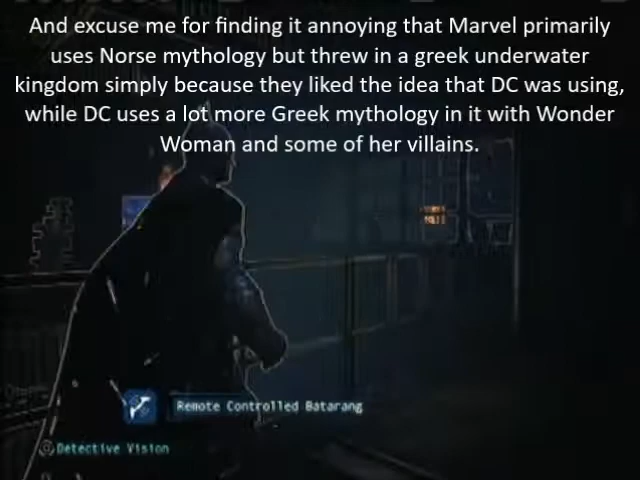 And excuse me for finding it annoying that Marvel primarily
uses Norse mythology but threw in a greek underwater
kingdom simply because they liked the idea that DC was using,
while DC uses a lot more Greek mythology in it with Wonder
Woman and some of her villains.
Remote Controlled Batarang
Detective Vision